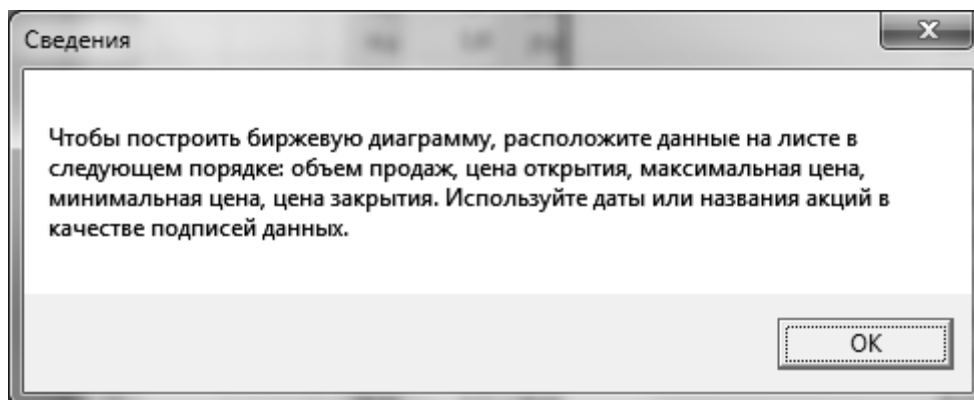 Сведения
Чтобы построить биржевую диаграмму, расположите данные на листе в
следующем порядке: объем продаж, цена открытия, максимальная цена,
минимальная цена, цена закрытия. Используйте даты или названия акций в
качестве подписей данных.
ОК